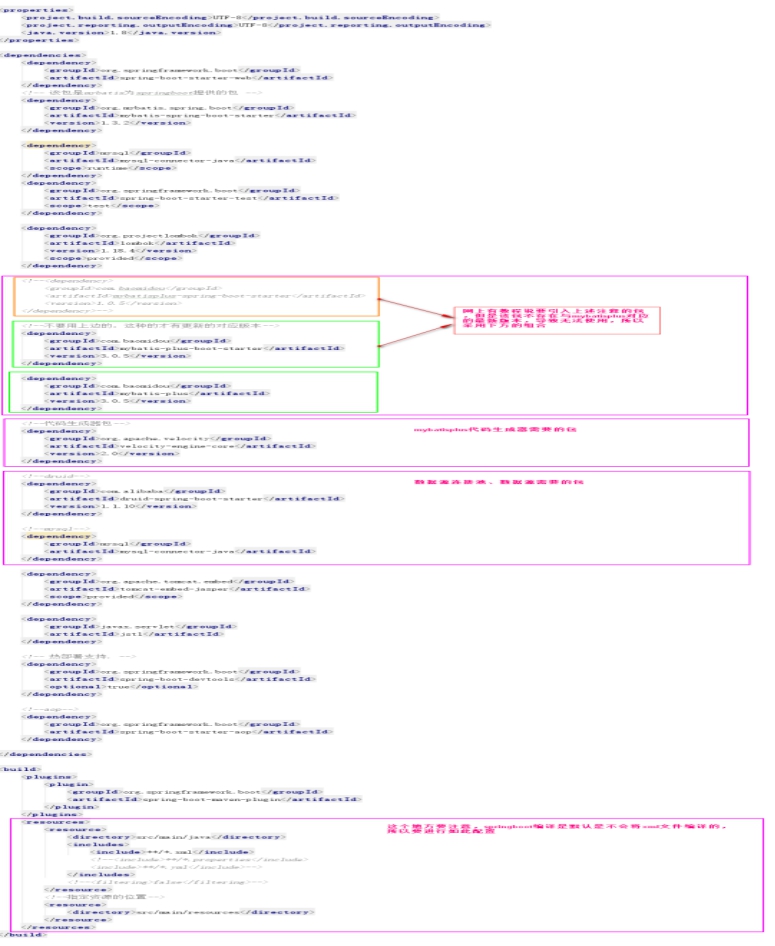 <properties>
<project.build.sourceEncoding>UTF-8</project.build.sourceEncoding>
<project.reporting.outputEncoding>UTF-8</project.reporting.outputEncoding>
<java.version>1.8</java.version>
</properties>
<dependencies>
<dependency>
<groupId>org.springframework.boot</groupId>
<artifactId>spring-boot-starter-web</artifactId>
</dependency>
<!-- 该包是mybatis为springboot提供的包 -->
<dependency>
<groupId>org.mybatis.spring.boot</groupId>
<artifactId>mybatis-spring-boot-starter</artifactId>
<version>1.3.2</version>
</dependency>
<dependency>
<groupId>mysql</groupId>
<artifactId>mysql-connector-java</artifactId>
<scope>runtime</scope>
</dependency>
<dependency>
<groupId>org.springframework.boot</groupId>
<artifactId>spring-boot-starter-test</artifactId>
<scope>test</scope>
</dependency>
<dependency>
<groupId>org.projectlombok</groupId>
<artifactId>lombok</artifactId>
<version>1.18.4</version>
<scope>provided</scope>
</dependency>
<!--<dependency>
<groupId>com.baomidou</groupId>
<artifactId>mybatisplus-spring-boot-starter</artifactId>
<version>1.0.5</version>
</dependency>-->
网上有教程说要引入上述注意的包
，但是该包不存在与mybatisplus对应
的是新版本，导致无法使用，所以
采用下方的组合
<!--不要用上边的，这种的才有更新的对应版本-->
<dependency>
<groupId>com.baomidou</groupId>
<artifactId>mybatis-plus-boot-starter</artifactId>
<version>3.0.5</version>
</dependency>
<dependency>
<groupId>com.baomidou</groupId>
<artifactId>mybatis-plus</artifactId>
<version>3.0.5</version>
</dependency>
<!--代码生成器包-->
mybatisplus代码生成器需要的包
<dependency>
<groupId>org.apache.velocity</groupId>
<artifactId>velocity-engine-core</artifactId>
<version>2.0</version>
</dependency>
<!--druid-->
数据源连接池、数据源需要的包
<dependency>
<groupId>com.alibaba</groupId>
<artifactId>druid-spring-boot-starter</artifactId>
<version>1.1.10</version>
</dependency>
<!--mysql-->
<dependency>
<groupId>mysql</groupId>
<artifactId>mysql-connector-java</artifactId>
</dependency>
<dependency>
<groupId>org.apache.tomcat.embed</groupId>
<artifactId>tomcat-embed-jasper</artifactId>
<scope>provided</scope>
</dependency>
<dependency>
<groupId>javax.servlet</groupId>
<artifactId>jstl</artifactId>
</dependency>
<!-- 热部署支持. -->
<dependency>
<groupId>org.springframework.boot</groupId>
<artifactId>spring-boot-devtools</artifactId>
<optional>true</optional>
</dependency>
<!--aop-->
<dependency>
<groupId>org.springframework.boot</groupId>
<artifactId>spring-boot-starter-aop</artifactId>
</dependency>
</dependencies>
<build>
<plugins>
<plugin>
<groupId>org.springframework.boot</groupId>
<artifactId>spring-boot-maven-plugin</artifactId>
</plugin>
</plugins>
<resources>
这个地方要注意，springboot编译是默认是不会将xml文件编译的，
所以要进行如此配置
<resource>
<directory>src/main/java</directory>
<includes>
<include>**/*.xml</include>
<!--<include>**/*.properties</include>
<include>**/*.yml</include>-->
</includes>
<!--<filtering>false</filtering>-->
</resource>
<!--指定资源的位置-->
<resource>
<directory>src/main/resources</directory>
</resource>
</resources>
</build>